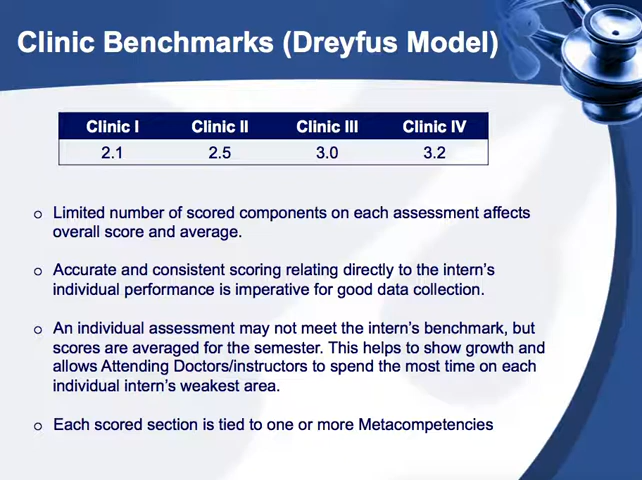 Clinic Benchmarks (Dreyfus Model)
Clinic I Clinic II Clinic III Clinic IV
2.1 2.5 3.0 3.2
o Limited number of scored components on each assessment affects
overall score and average.
o Accurate and consistent scoring relating directly to the intern's
individual performance is imperative for good data collection.
o An individual assessment may not meet the intern's benchmark, but
scores are averaged for the semester. This helps to show growth and
allows Attending Doctors/instructors to spend the most time on each
individual intern's weakest area.
o Each scored section is tied to one or more Metacompetencies